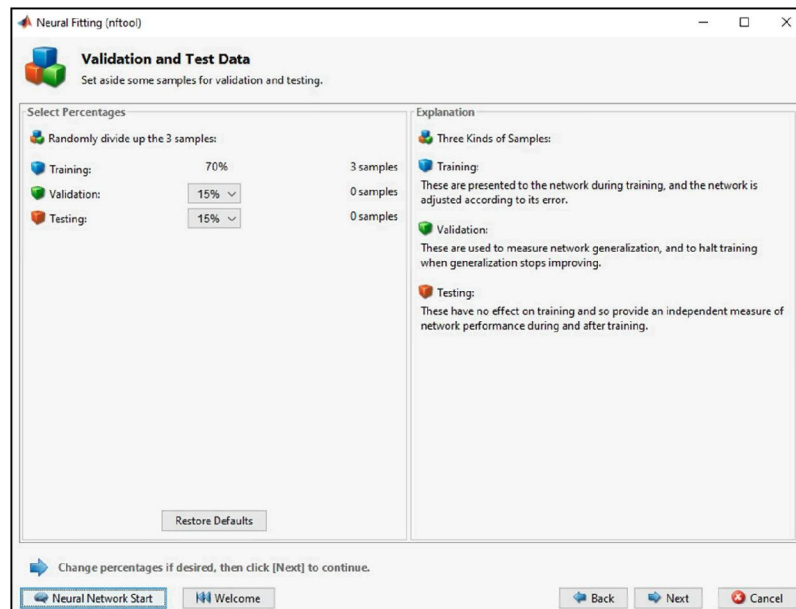 Neural Fitting (nftool)
Validation and Test Data
Set aside some samples for validation and testing.
Select Percentages
Randomly divide up the 3 samples:
Training: 70% 3 samples
Validation: 15% 0 samples
Testing: 15% 0 samples
Restore Defaults
Explanation
Three Kinds of Samples:
Training:
These are presented to the network during training, and the network is
adjusted according to its error.
Validation:
These are used to measure network generalization, and to halt training
when generalization stops improving.
Testing:
These have no effect on training and so provide an independent measure of
network performance during and after training.
Change percentages if desired, then click [Next] to continue.
Neural Network Start Welcome Back Next Cancel